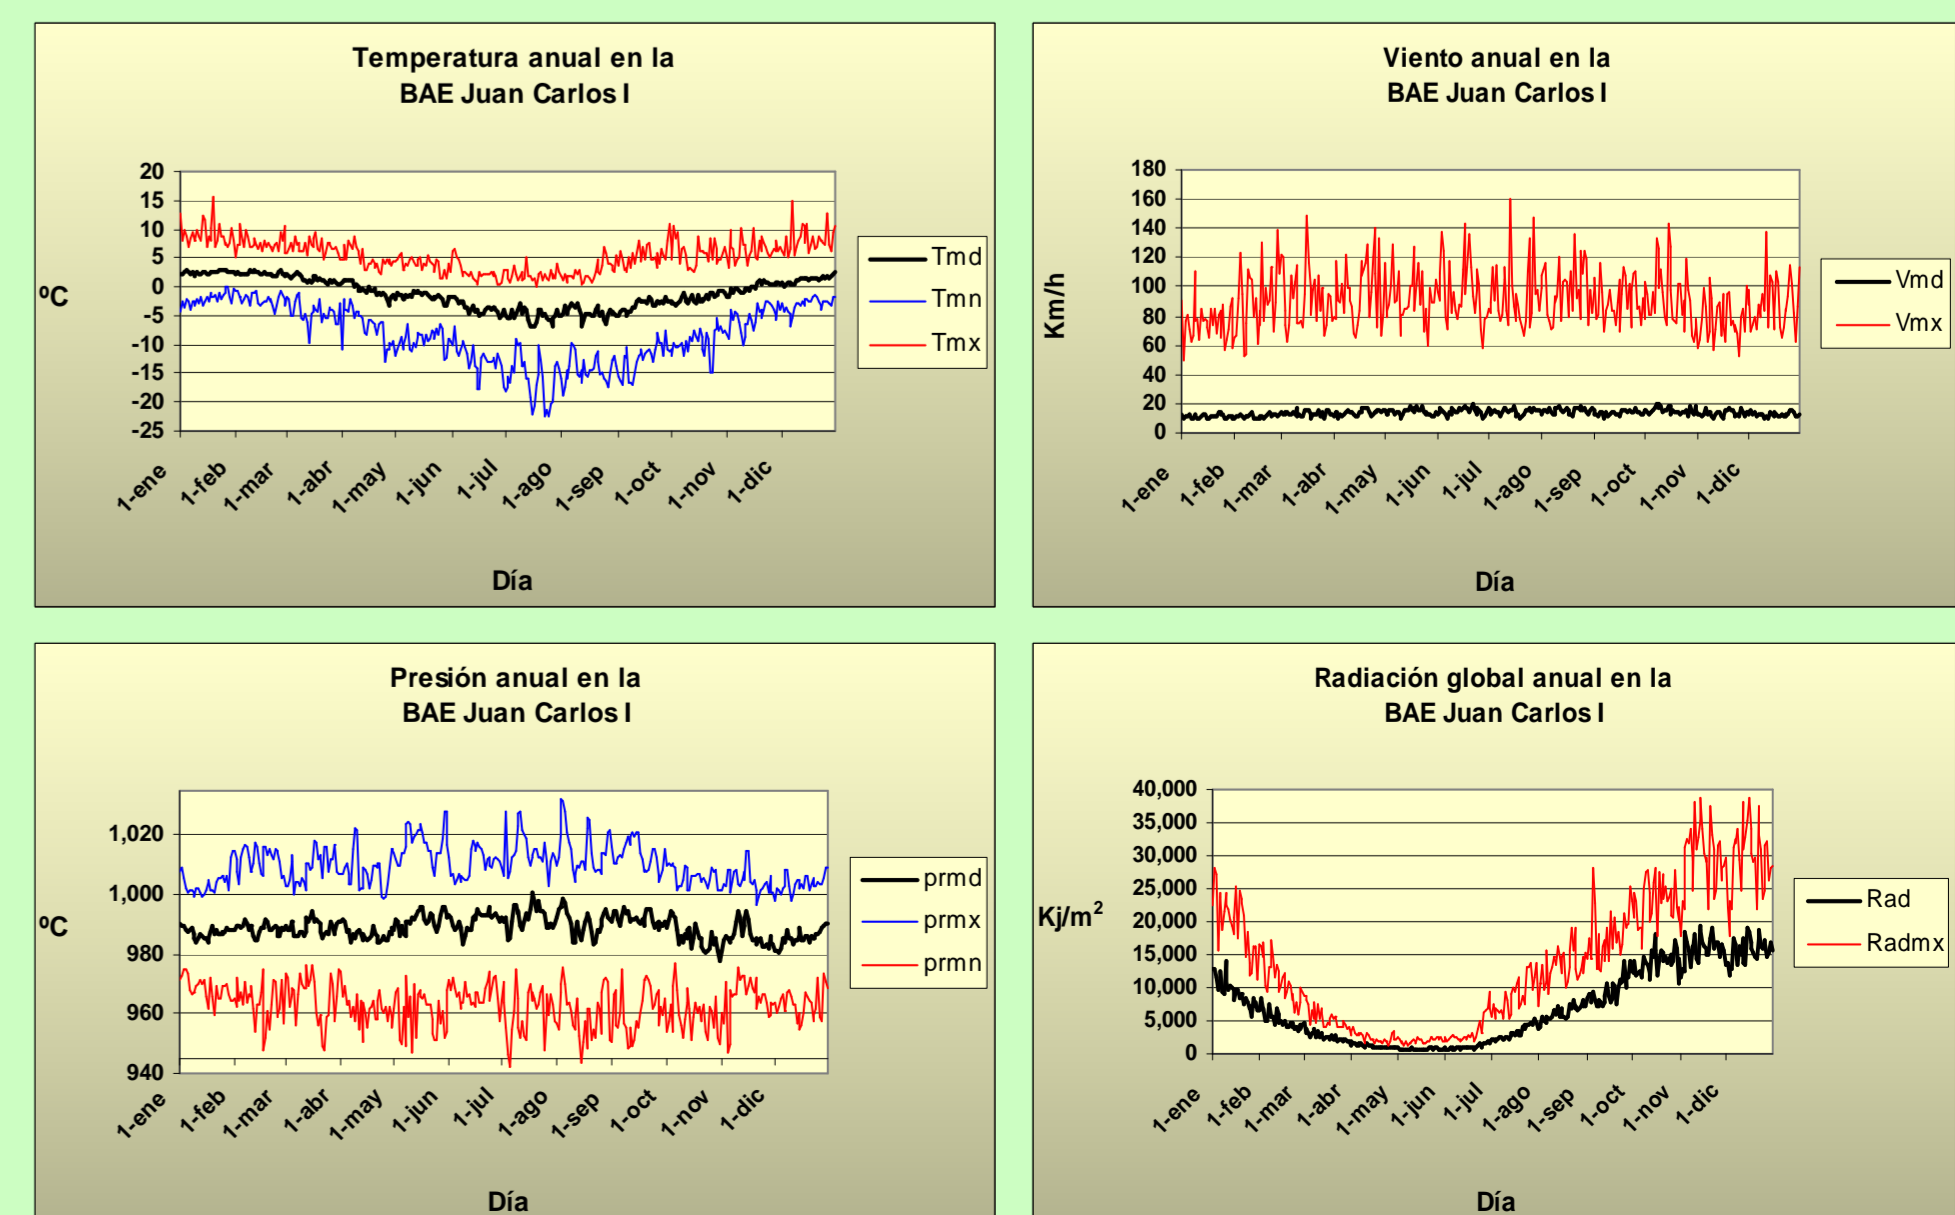 Temperatura anual en la
BAE Juan Carlos I
20
15
10
5
0
-5
-10
-15
-20
-25
ºC
1-ene
1-feb
1-mar
1-abr
1-may
1-jun
1-jul
1-ago
1-sep
1-oct
1-nov
1-dic
Día
Tmd
Tmn
Tmx
Viento anual en la
BAE Juan Carlos I
180
160
140
120
100
80
60
40
20
0
Km/h
1-ene
1-feb
1-mar
1-abr
1-may
1-jun
1-jul
1-ago
1-sep
1-oct
1-nov
1-dic
Día
Vmd
Vmx
Presión anual en la
BAE Juan Carlos I
1,020
1,000
980
960
940
ºC
1-ene
1-feb
1-mar
1-abr
1-may
1-jun
1-jul
1-ago
1-sep
1-oct
1-nov
1-dic
Día
prmd
prmx
prmn
Radiación global anual en la
BAE Juan Carlos I
40,000
35,000
30,000
25,000
20,000
15,000
10,000
5,000
0
Kj/m²
1-ene
1-feb
1-mar
1-abr
1-may
1-jun
1-jul
1-ago
1-sep
1-oct
1-nov
1-dic
Día
Rad
Radmx